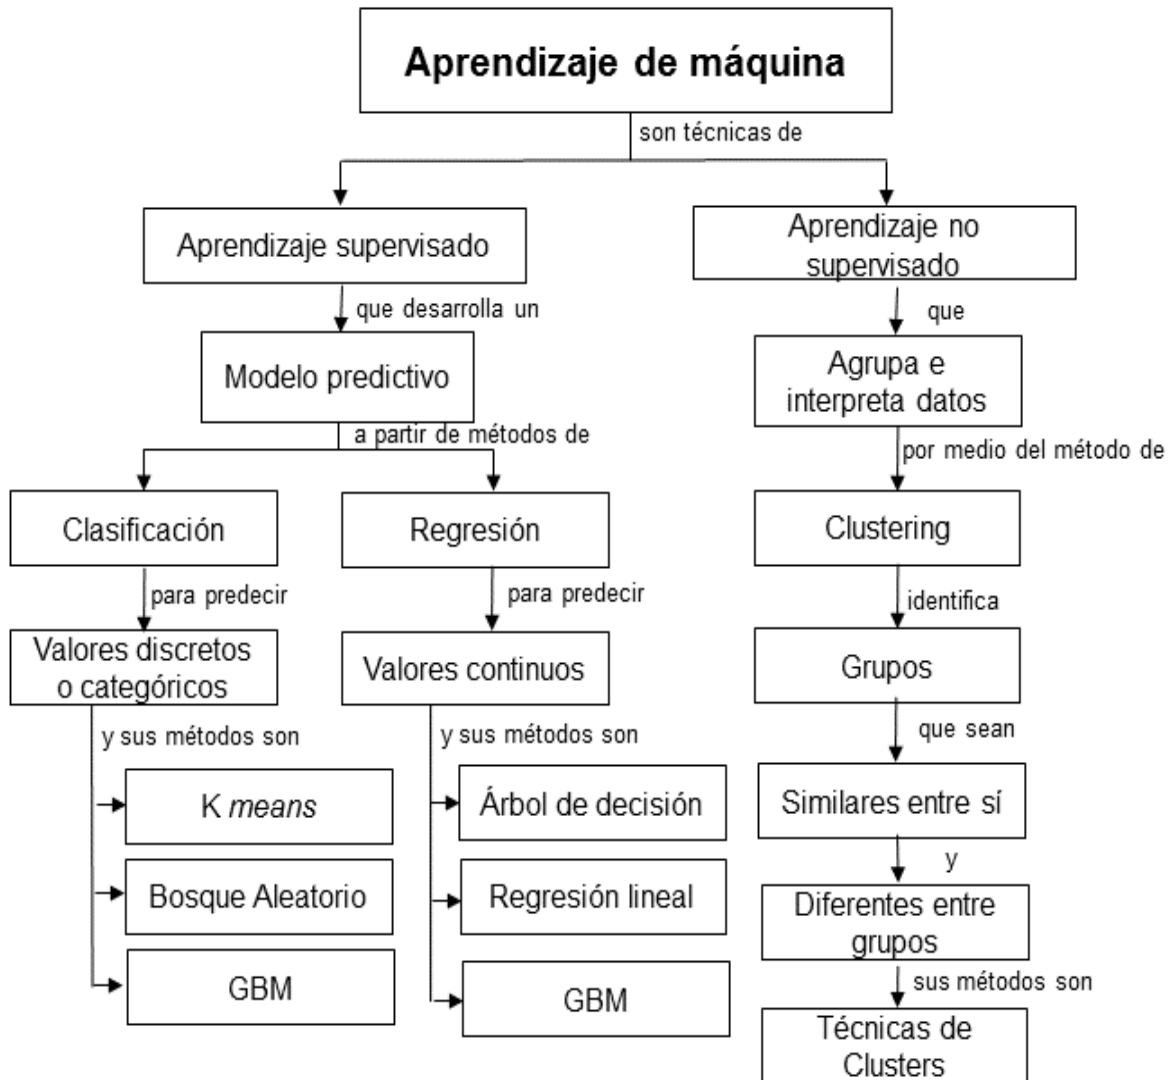 Aprendizaje de máquina
son técnicas de
Aprendizaje supervisado
que desarrolla un
Modelo predictivo
a partir de métodos de
Clasificación
para predecir
Valores discretos
o categóricos
y sus métodos son
K means
Bosque Aleatorio
GBM
Regresión
para predecir
Valores continuos
y sus métodos son
Árbol de decisión
Regresión lineal
GBM
Aprendizaje no
supervisado
que
Agrupa e
interpreta datos
por medio del método de
Clustering
identifica
Grupos
que sean
Similares entre sí
y
Diferentes entre
grupos
sus métodos son
Técnicas de
Clusters